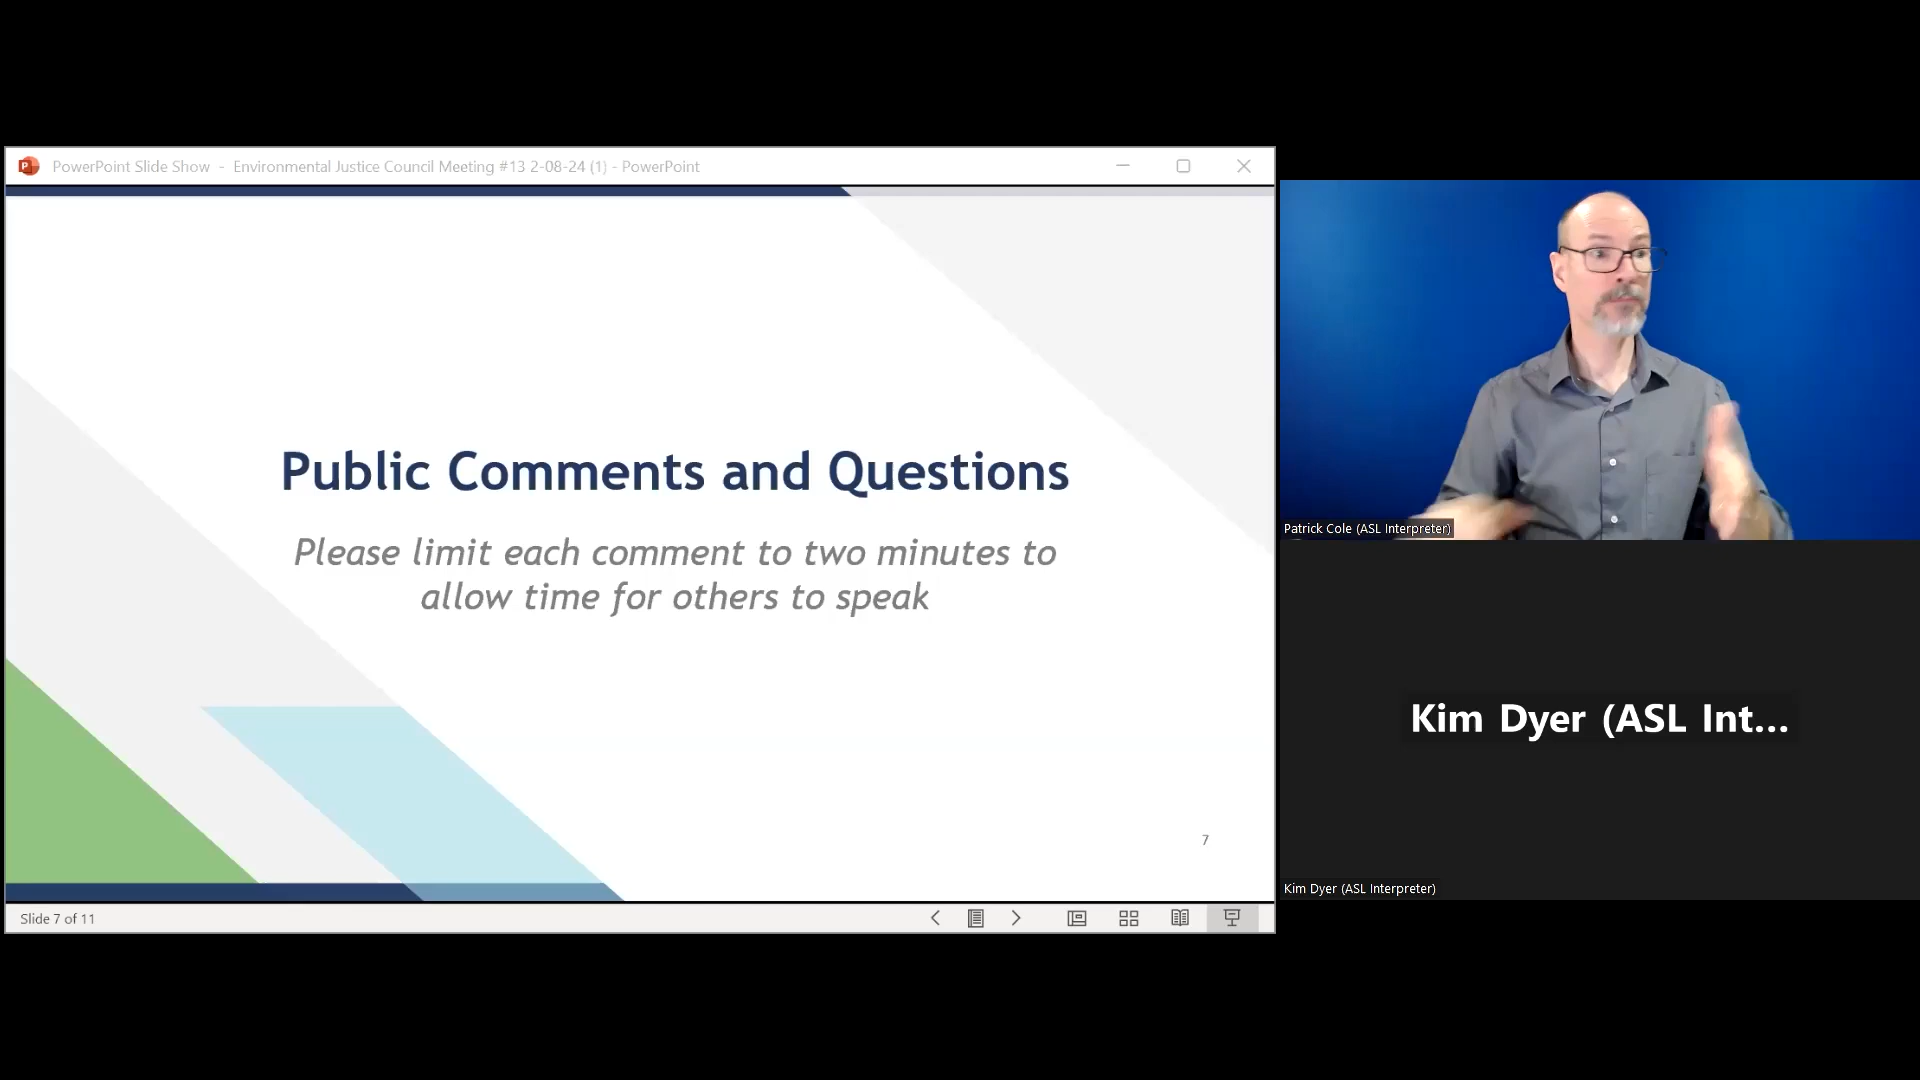 PowerPoint Slide Show - Environmental Justice Council Meeting #13 2-08-24 (1) - PowerPoint
Public Comments and Questions
Please limit each comment to two minutes to
allow time for others to speak
7
Slide 7 of 11
Patrick Cole (ASL Interpreter)
Kim Dyer (ASL Int...
Kim Dyer (ASL Interpreter)